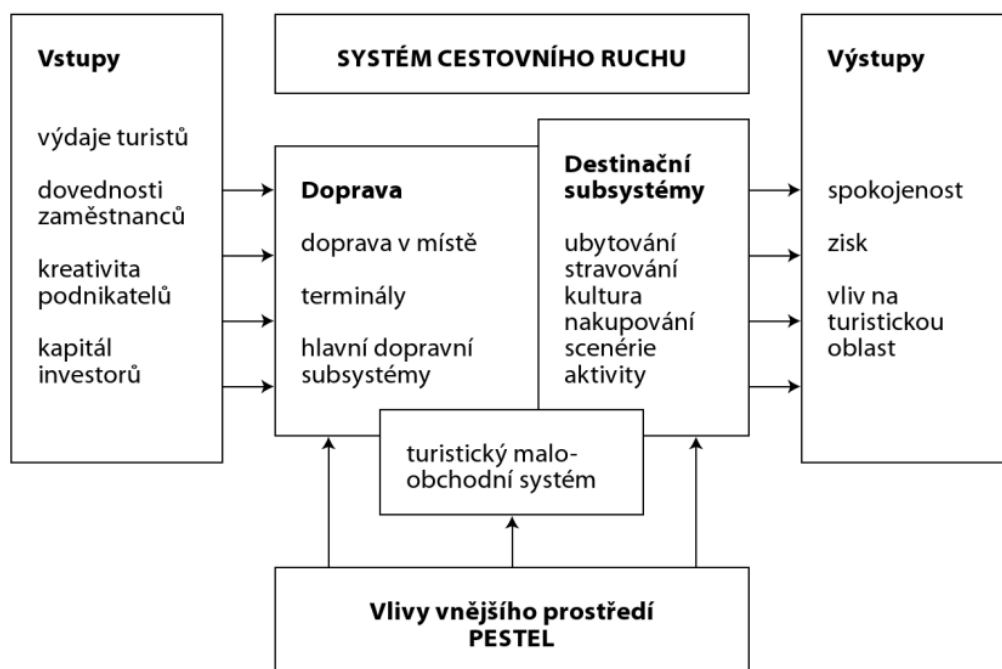 Vstupy
výdaje turistů
dovednosti
zaměstnanců
kreativita
podnikatelů
kapitál
investorů
SYSTÉM CESTOVNÍHO RUCHU
Doprava
doprava v místě
terminály
hlavní dopravní
subsystémy
Destinační
subsystémy
ubytování
stravování
kultura
nakupování
scenérie
aktivity
turistický malo-
obchodní systém
Vlivy vnějšího prostředí
PESTEL
Výstupy
spokojenost
zisk
vliv na
turistickou
oblast